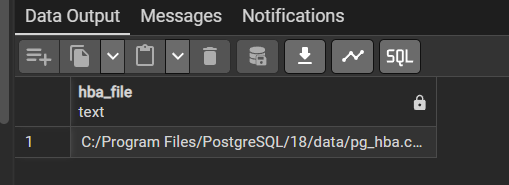 Data Output Messages Notifications
SQL
hba_file
text
1 C:/Program Files/PostgreSQL/18/data/pg_hba.c...